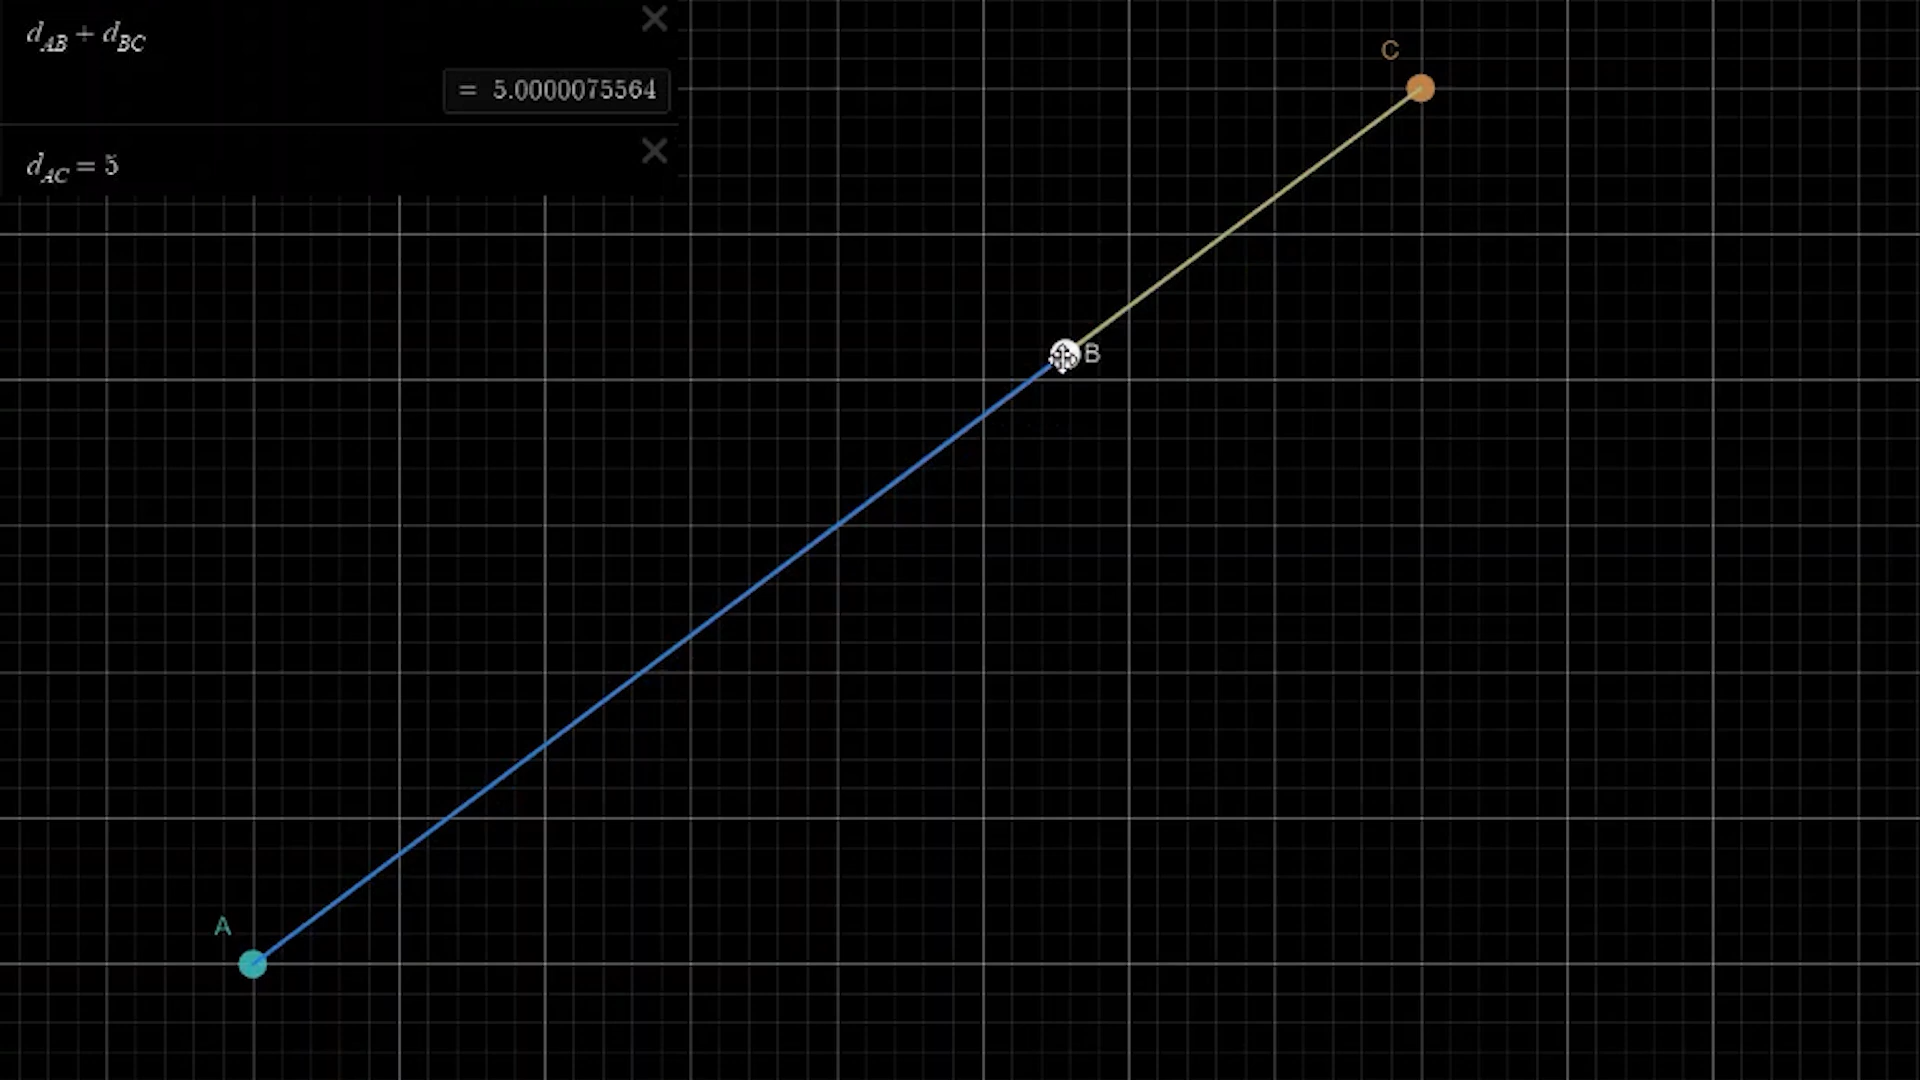 d_AB + d_BC
= 5.0000075564
d_AC = 5
C
B
A